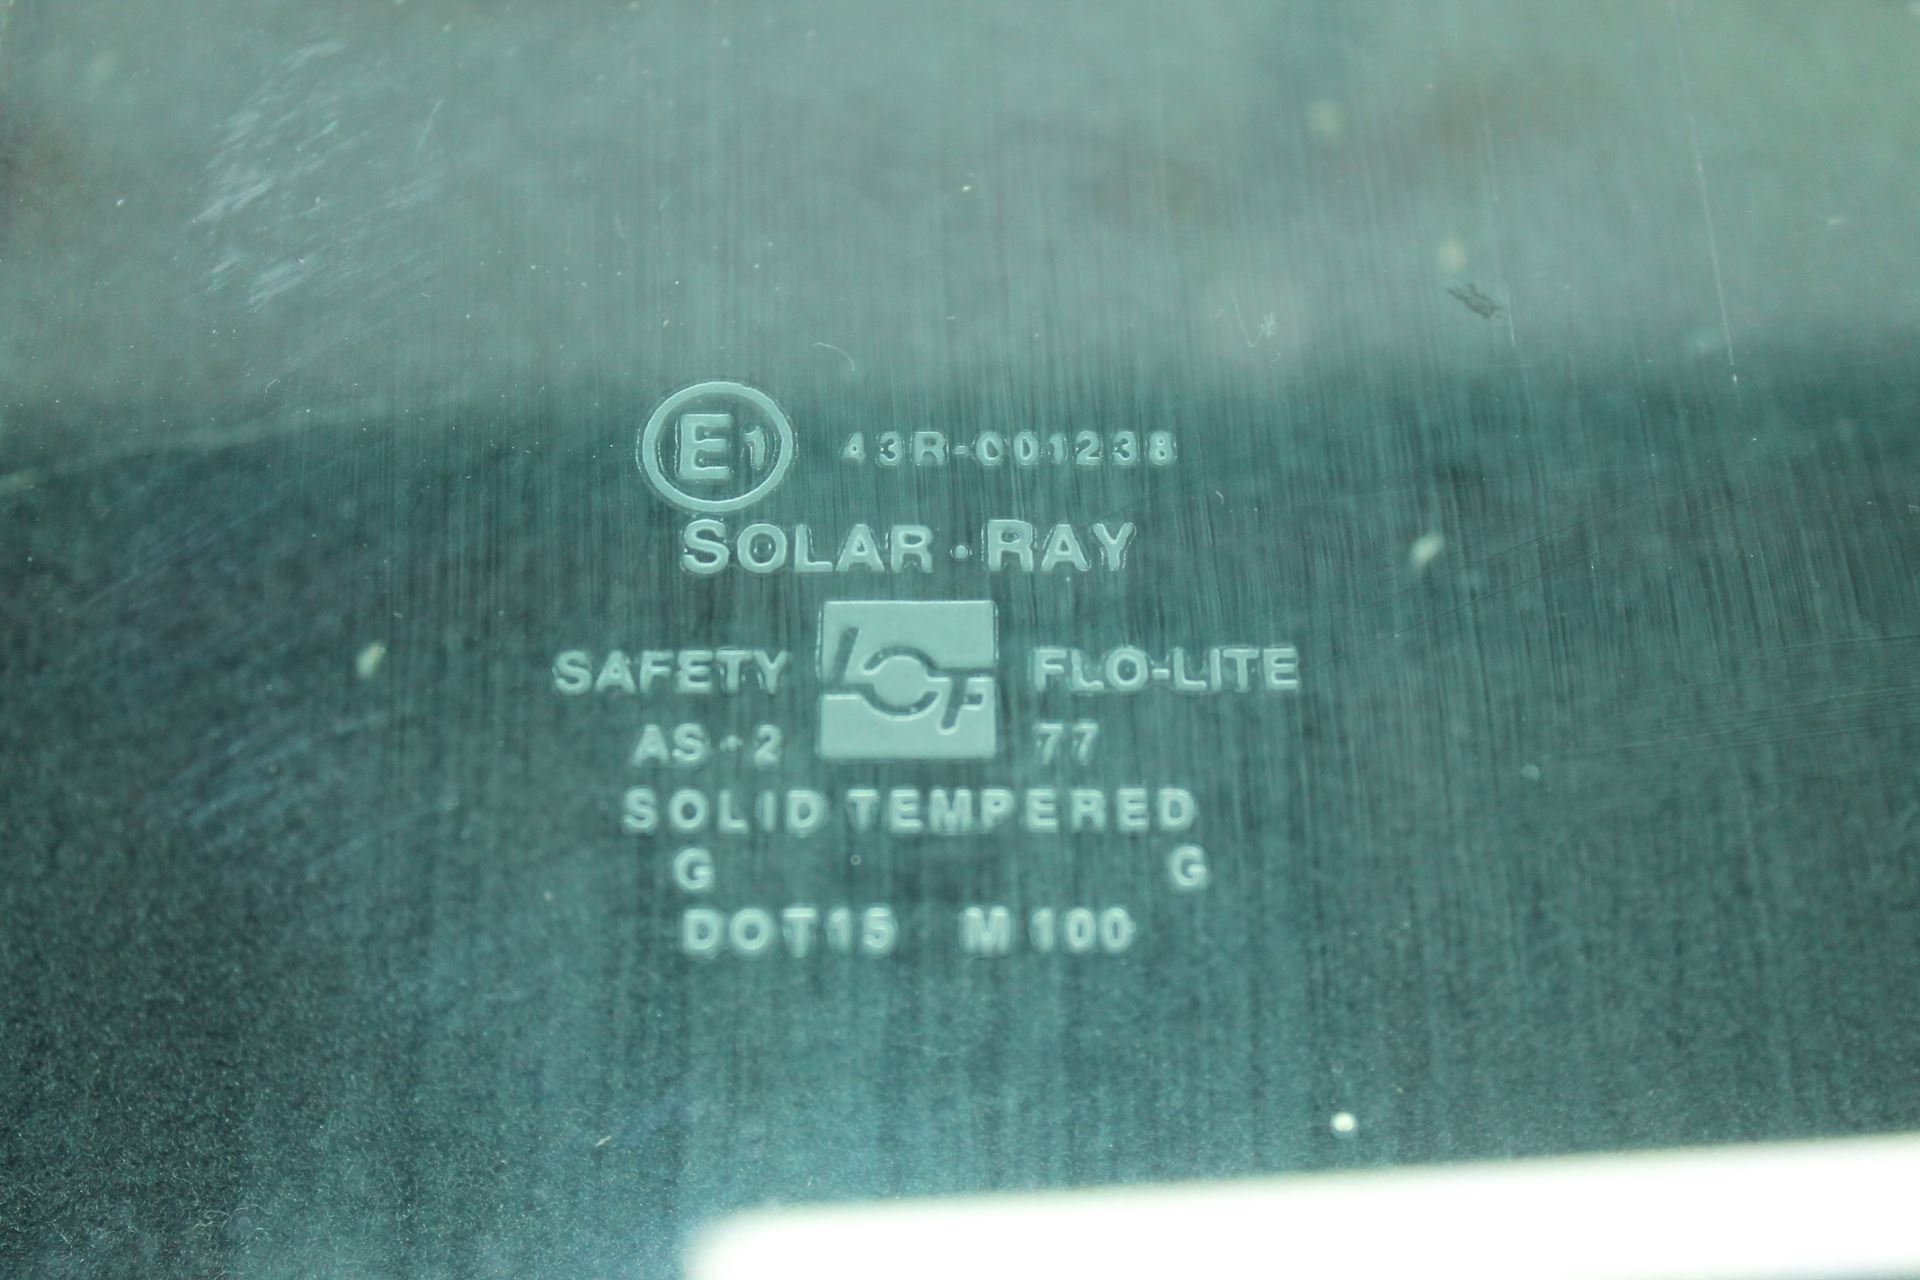 E1 43R-001238
SOLAR·RAY
SAFETY LOF FLO-LITE
AS-2 77
SOLID TEMPERED
G G
DOT15 M100